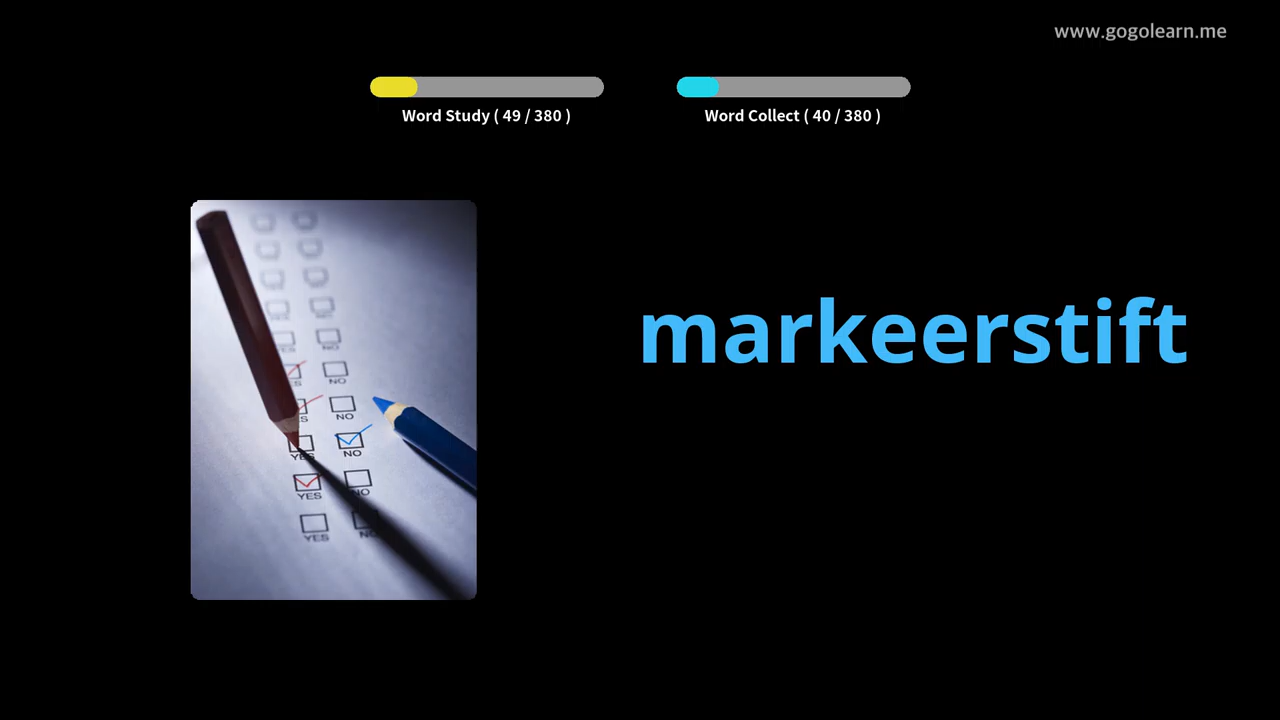 www.gogolearn.me
Word Study ( 49 / 380 )
Word Collect ( 40 / 380 )
markeerstift
NO
NO
YES
NO
YES
NO
YES